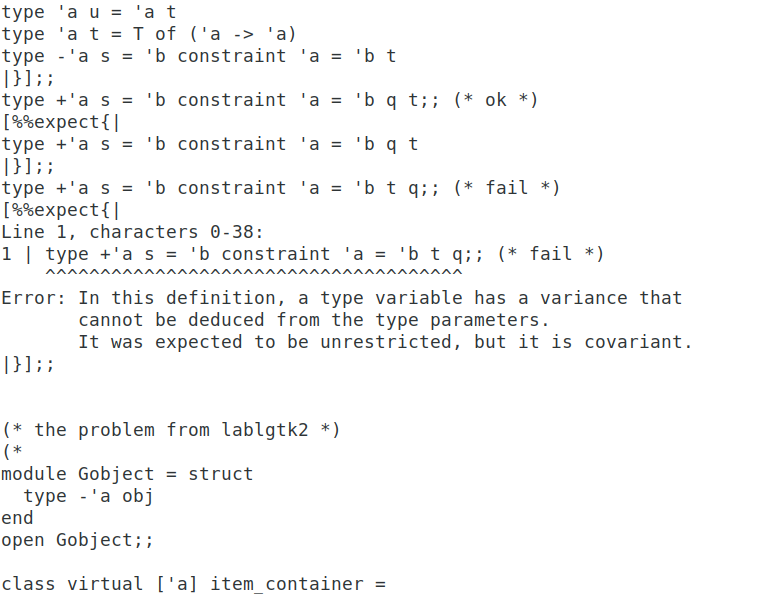 type 'a u = 'a t
type 'a t = T of ('a -> 'a)
type -'a s = 'b constraint 'a = 'b t
|}];;
type +'a s = 'b constraint 'a = 'b q t;; (* ok *)
[%%expect{|
type +'a s = 'b constraint 'a = 'b q t
|}];;
type +'a s = 'b constraint 'a = 'b t q;; (* fail *)
[%%expect{|
Line 1, characters 0-38:
1 | type +'a s = 'b constraint 'a = 'b t q;; (* fail *)
    ^^^^^^^^^^^^^^^^^^^^^^^^^^^^^^^^^^^^^^
Error: In this definition, a type variable has a variance that
       cannot be deduced from the type parameters.
       It was expected to be unrestricted, but it is covariant.
|}];;
(* the problem from lablgtk2 *)
(*
module Gobject = struct
  type -'a obj
end
open Gobject;;
class virtual ['a] item_container =